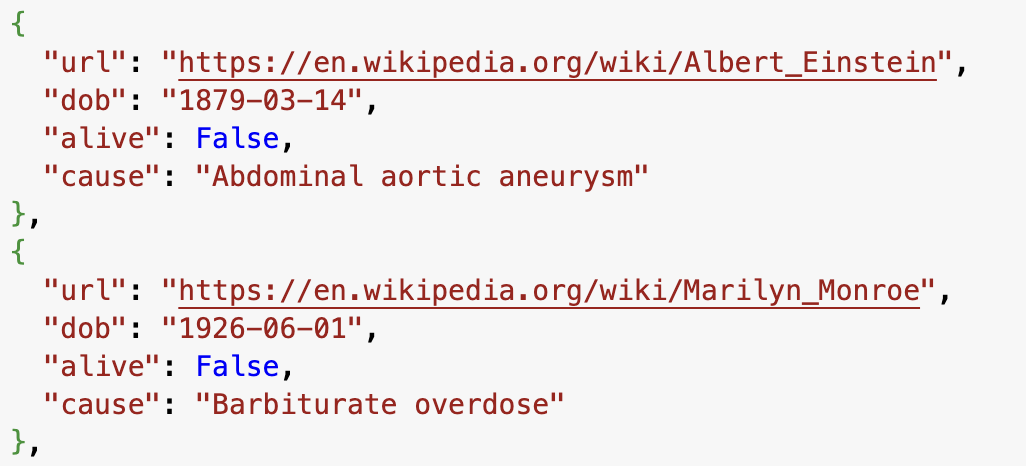 {
  "url": "https://en.wikipedia.org/wiki/Albert_Einstein",
  "dob": "1879-03-14",
  "alive": False,
  "cause": "Abdominal aortic aneurysm"
},
{
  "url": "https://en.wikipedia.org/wiki/Marilyn_Monroe",
  "dob": "1926-06-01",
  "alive": False,
  "cause": "Barbiturate overdose"
},